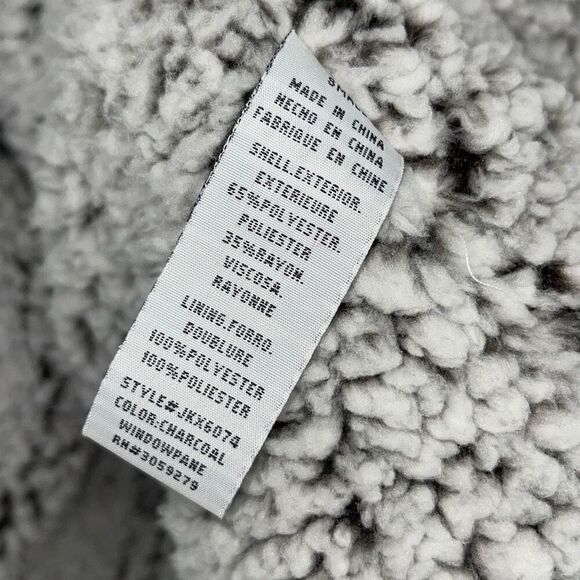 MADE IN CHINA
HECHO EN CHINA
FABRIQUE EN CHINE
SHELL.EXTERIOR.
EXTERIEURE
65%POLYESTER.
POLIESTER
35%RAYON.
VISCOSA.
RAYONNE
LINING.FORRO.
DOUBLURE
100%POLYESTER
100%POLIESTER
STYLE#JKX6074
COLOR:CHARCOAL
WINDOWPANE
RN#3059279